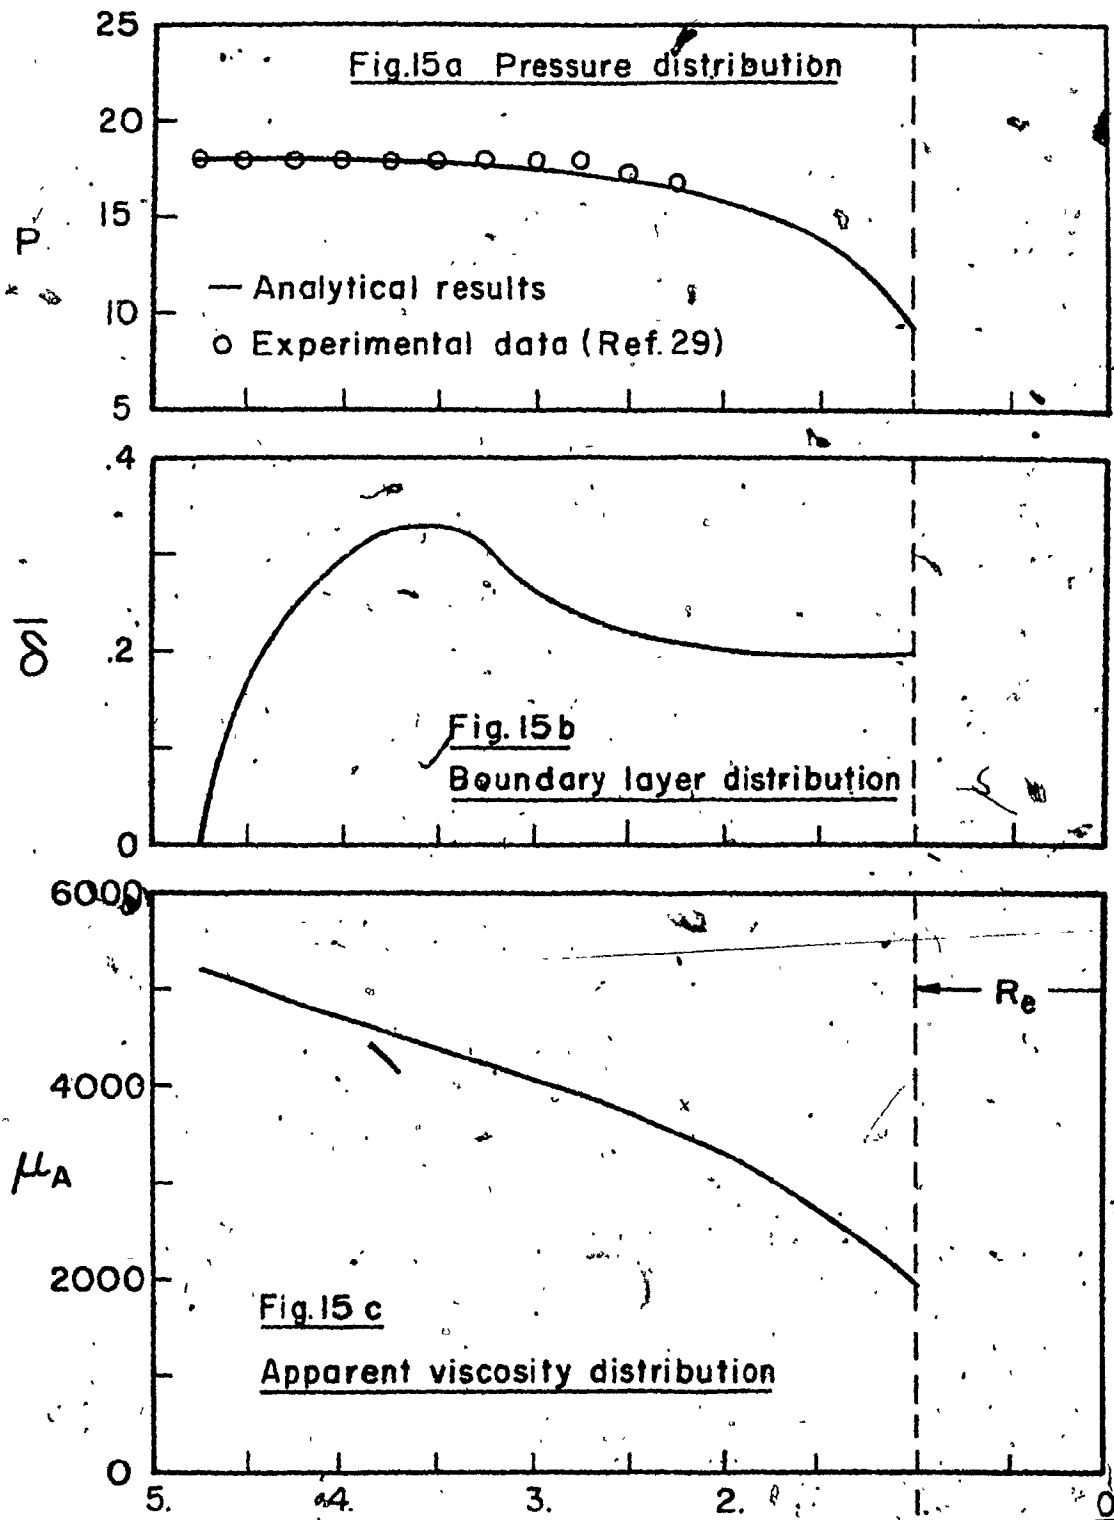 25
Fig.15a Pressure distribution
20
15
P
— Analytical results
10
o Experimental data (Ref. 29)
5
.4
δ̄
.2
Fig. 15b
Boundary layer distribution
0
6000
Re
4000
μA
2000
Fig. 15 c
Apparent viscosity distribution
0
5. 4. 3. 2. 1. 0